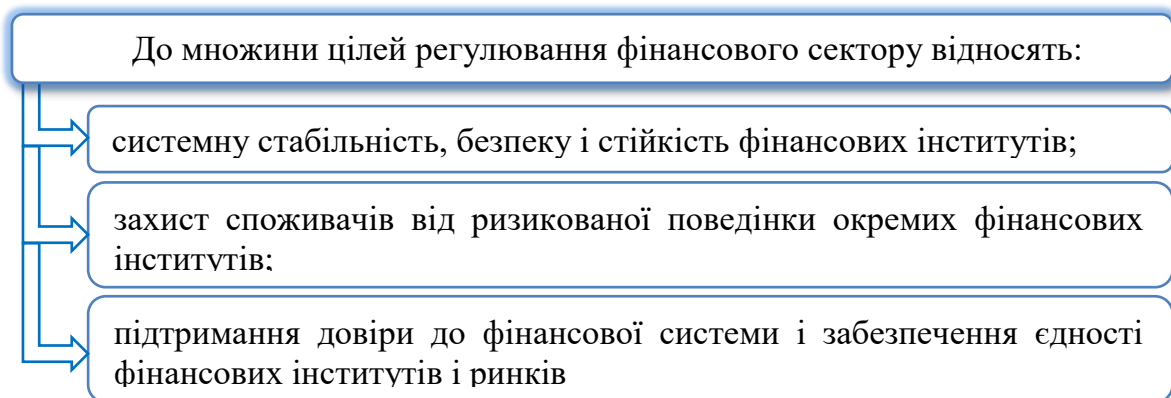 До множини цілей регулювання фінансового сектору відносять:
системну стабільність, безпеку і стійкість фінансових інститутів;
захист споживачів від ризикованої поведінки окремих фінансових
інститутів;
підтримання довіри до фінансової системи і забезпечення єдності
фінансових інститутів і ринків